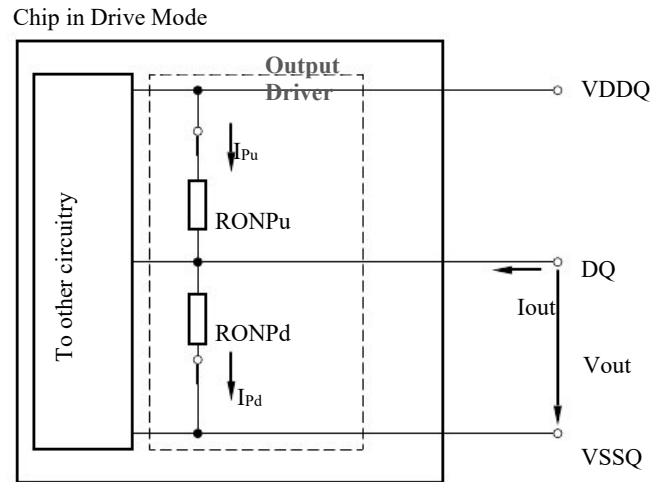 Chip in Drive Mode
Output
Driver
VDDQ
IPu
RONPu
To other circuitry
DQ
Iout
RONPd
Vout
IPd
VSSQ